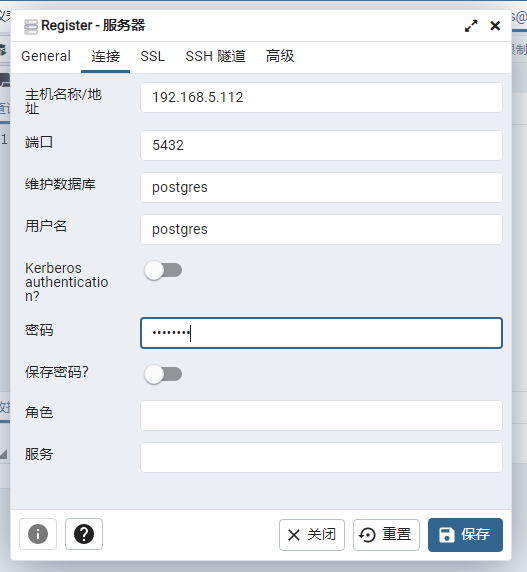 Register - 服务器
General 连接 SSL SSH 隧道 高级
主机名称/地
址
192.168.5.112
端口
5432
维护数据库
postgres
用户名
postgres
Kerberos
authenticatio
n?
密码
••••••••
保存密码?
角色
服务
关闭 重置 保存